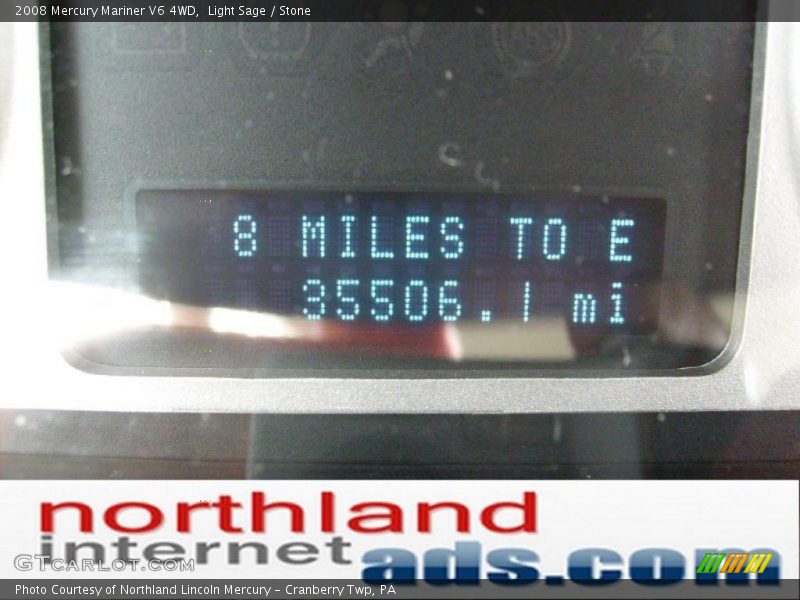 2008 Mercury Mariner V6 4WD, Light Sage / Stone
8 MILES TO E
35506.1 mi
northland
internet
ads.com
GTCARLOT.COM
Photo Courtesy of Northland Lincoln Mercury – Cranberry Twp, PA